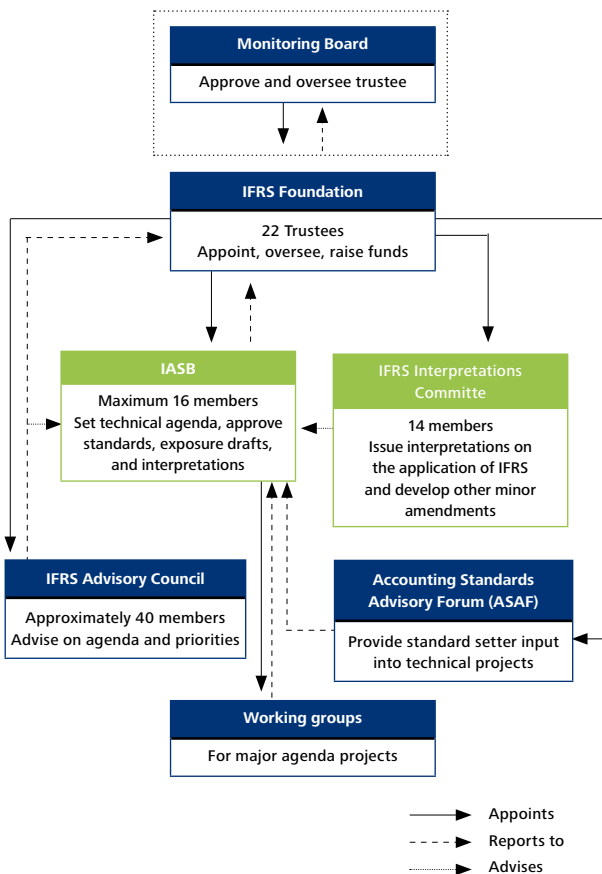 Monitoring Board
Approve and oversee trustee
IFRS Foundation
22 Trustees
Appoint, oversee, raise funds
IASB
Maximum 16 members
Set technical agenda, approve
standards, exposure drafts,
and interpretations
IFRS Interpretations
Committe
14 members
Issue interpretations on
the application of IFRS
and develop other minor
amendments
IFRS Advisory Council
Approximately 40 members
Advise on agenda and priorities
Accounting Standards
Advisory Forum (ASAF)
Provide standard setter input
into technical projects
Working groups
For major agenda projects
Appoints
Reports to
Advises